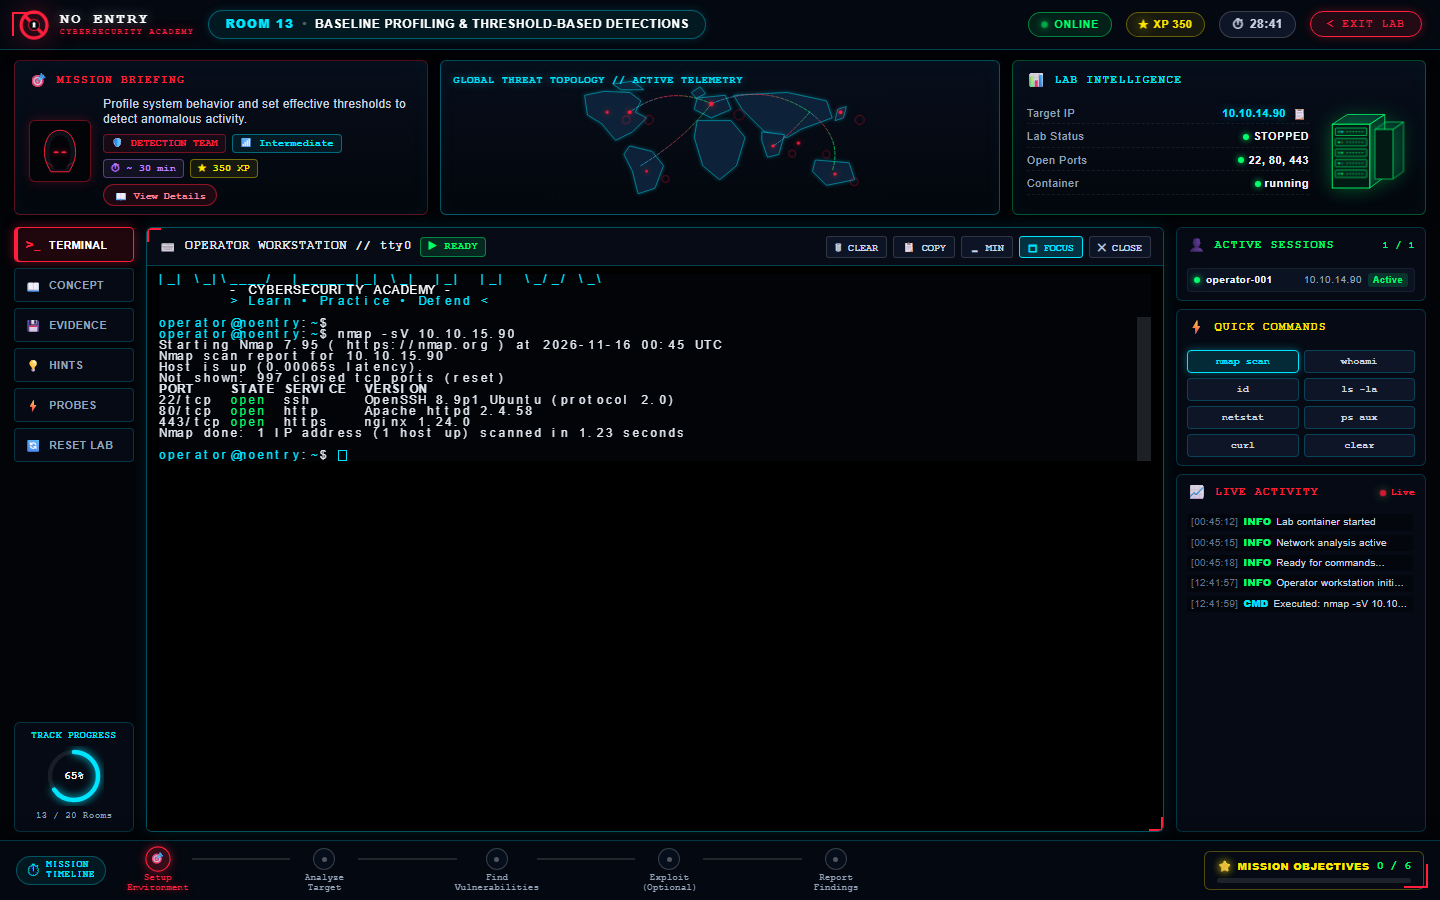 NO ENTRY
CYBERSECURITY ACADEMY
ROOM 13 • BASELINE PROFILING & THRESHOLD-BASED DETECTIONS
ONLINE
XP 350
28:41
< EXIT LAB
MISSION BRIEFING
Profile system behavior and set effective thresholds to
detect anomalous activity.
DETECTION TEAM
Intermediate
~ 30 min
350 XP
View Details
GLOBAL THREAT TOPOLOGY // ACTIVE TELEMETRY
LAB INTELLIGENCE
Target IP 10.10.14.90
Lab Status STOPPED
Open Ports 22, 80, 443
Container running
>_ TERMINAL
CONCEPT
EVIDENCE
HINTS
PROBES
RESET LAB
TRACK PROGRESS
65%
13 / 20 Rooms
OPERATOR WORKSTATION // tty0
READY
CLEAR
COPY
MIN
FOCUS
CLOSE
- CYBERSECURITY ACADEMY -
> Learn • Practice • Defend <
operator@noentry:~$
operator@noentry:~$ nmap -sV 10.10.15.90
Starting Nmap 7.95 ( https://nmap.org ) at 2026-11-16 00:45 UTC
Nmap scan report for 10.10.15.90
Host is up (0.00065s latency).
Not shown: 997 closed tcp ports (reset)
PORT STATE SERVICE VERSION
22/tcp open ssh OpenSSH 8.9p1 Ubuntu (protocol 2.0)
80/tcp open http Apache httpd 2.4.58
443/tcp open https nginx 1.24.0
Nmap done: 1 IP address (1 host up) scanned in 1.23 seconds
operator@noentry:~$
ACTIVE SESSIONS 1 / 1
operator-001 10.10.14.90 Active
QUICK COMMANDS
nmap scan
whoami
id
ls -la
netstat
ps aux
curl
clear
LIVE ACTIVITY
Live
[00:45:12] INFO Lab container started
[00:45:15] INFO Network analysis active
[00:45:18] INFO Ready for commands...
[12:41:57] INFO Operator workstation initi...
[12:41:59] CMD Executed: nmap -sV 10.10...
MISSION
TIMELINE
Setup
Environment
Analyze
Target
Find
Vulnerabilities
Exploit
(Optional)
Report
Findings
MISSION OBJECTIVES 0 / 6